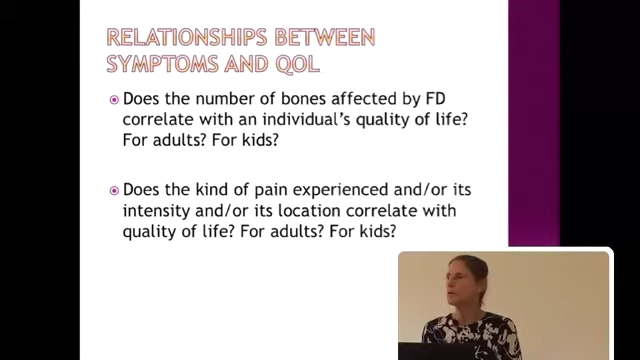 RELATIONSHIPS BETWEEN
SYMPTOMS AND QOL
Does the number of bones affected by FD
correlate with an individual's quality of life?
For adults? For kids?
Does the kind of pain experienced and/or its
intensity and/or its location correlate with
quality of life? For adults? For kids?